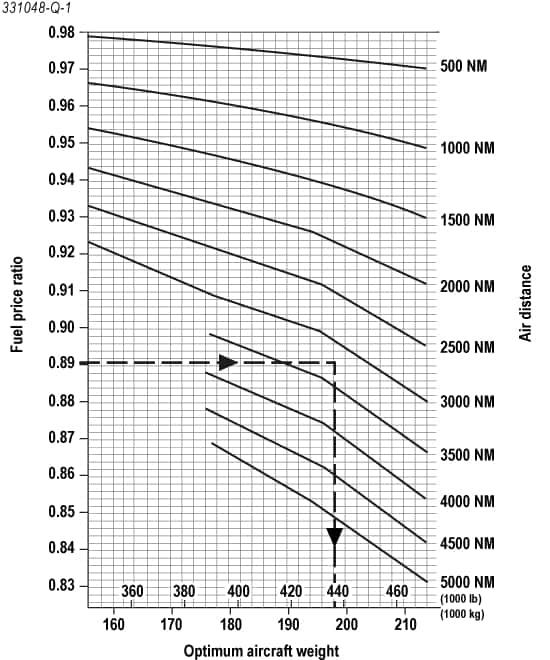 331048-Q-1
0.98
0.97
0.96
0.95
0.94
0.93
0.92
0.91
0.90
0.89
0.88
0.87
0.86
0.85
0.84
0.83
Fuel price ratio
500 NM
1000 NM
1500 NM
2000 NM
2500 NM
3000 NM
3500 NM
4000 NM
4500 NM
5000 NM
Air distance
360 380 400 420 440 460 (1000 lb)
160 170 180 190 200 210 (1000 kg)
Optimum aircraft weight